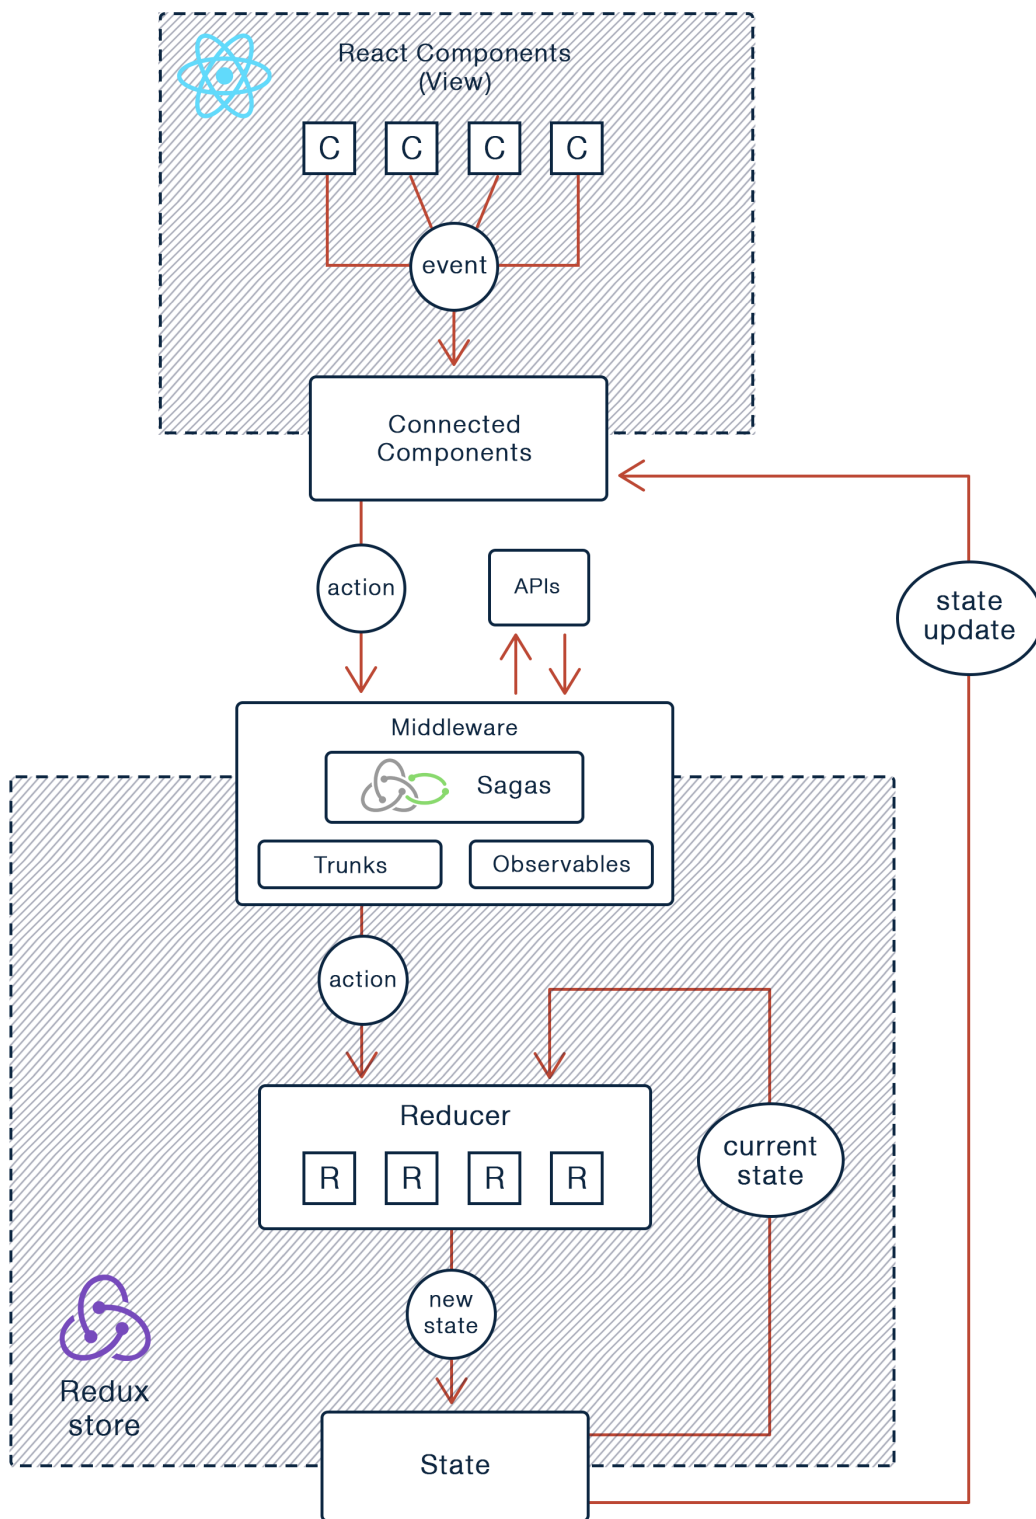 React Components
(View)
C C C C
event
Connected
Components
action
APIs
state
update
Middleware
Sagas
Trunks
Observables
action
Reducer
R R R R
current
state
new
state
Redux
store
State